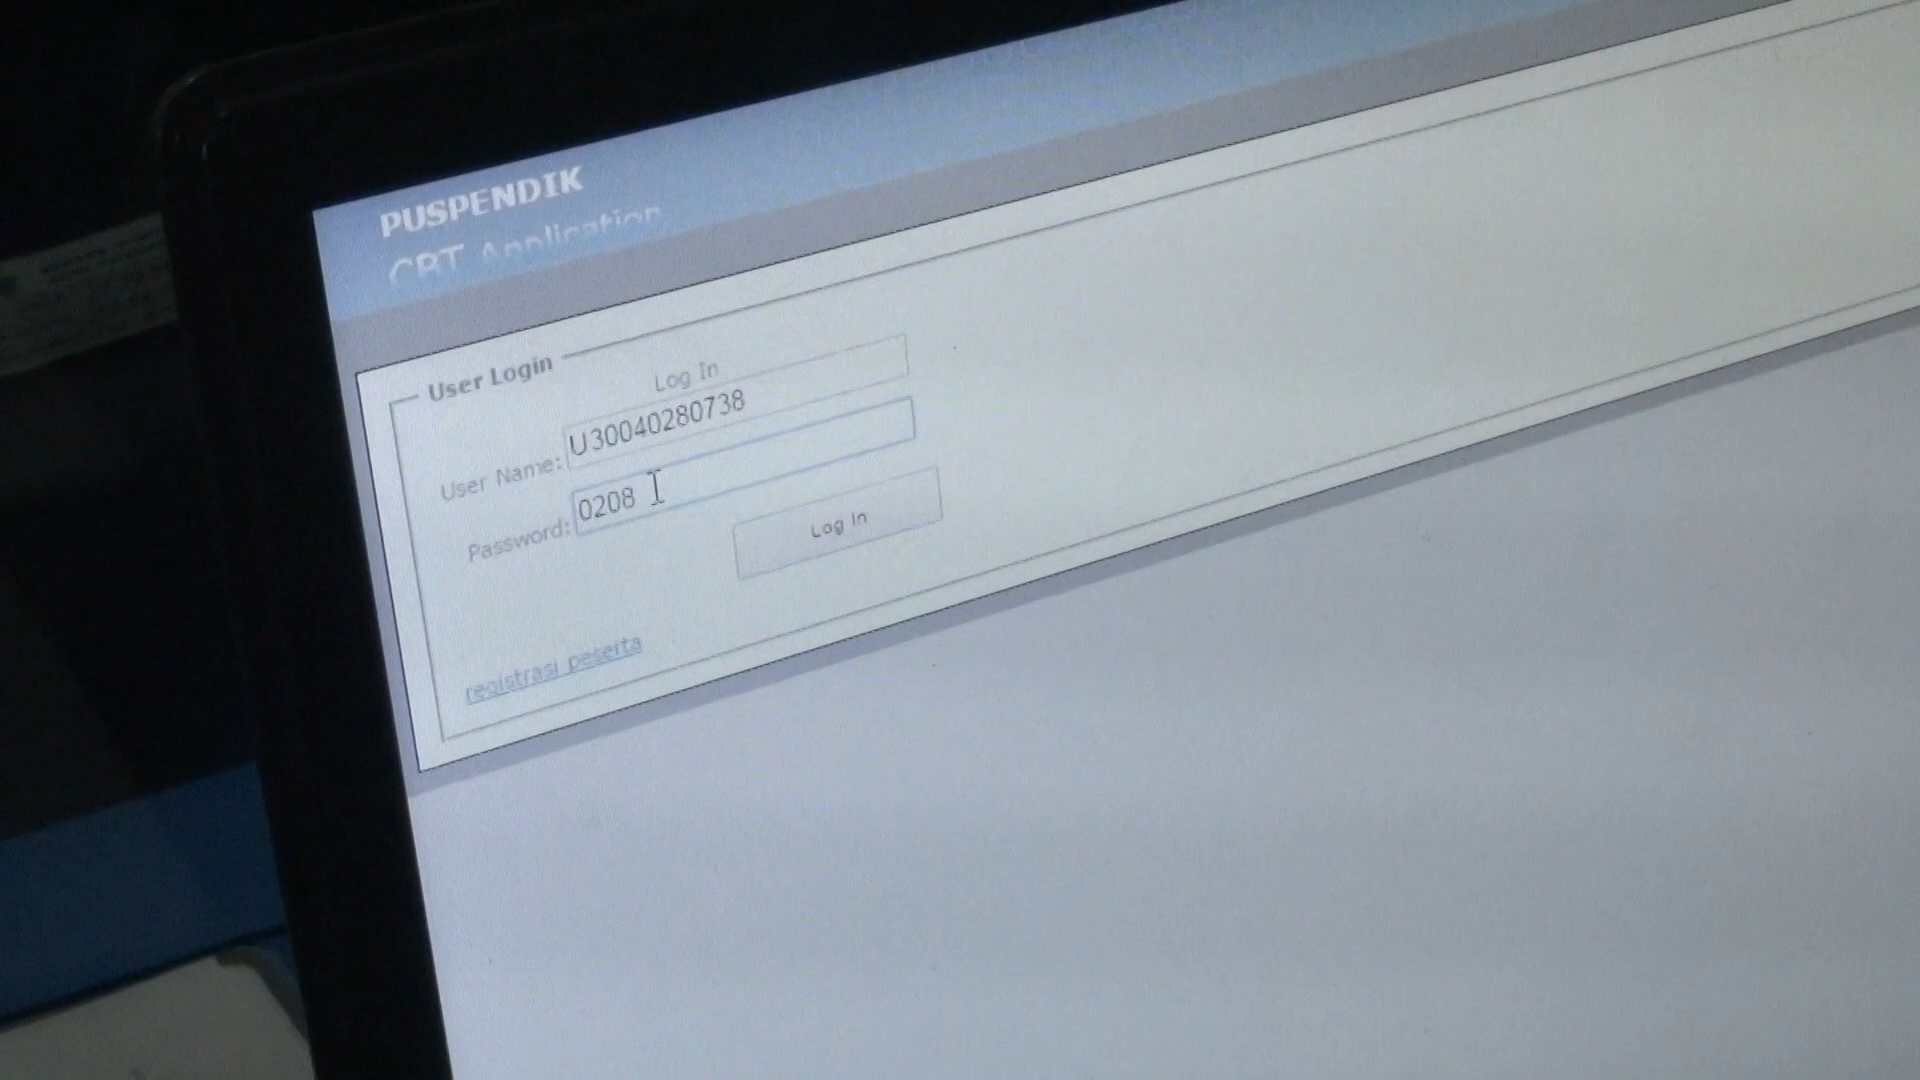 PUSPENDIK
CBT Application
User Login
Log In
User Name: U30040280738
Password: 0208
Log In
registrasi peserta